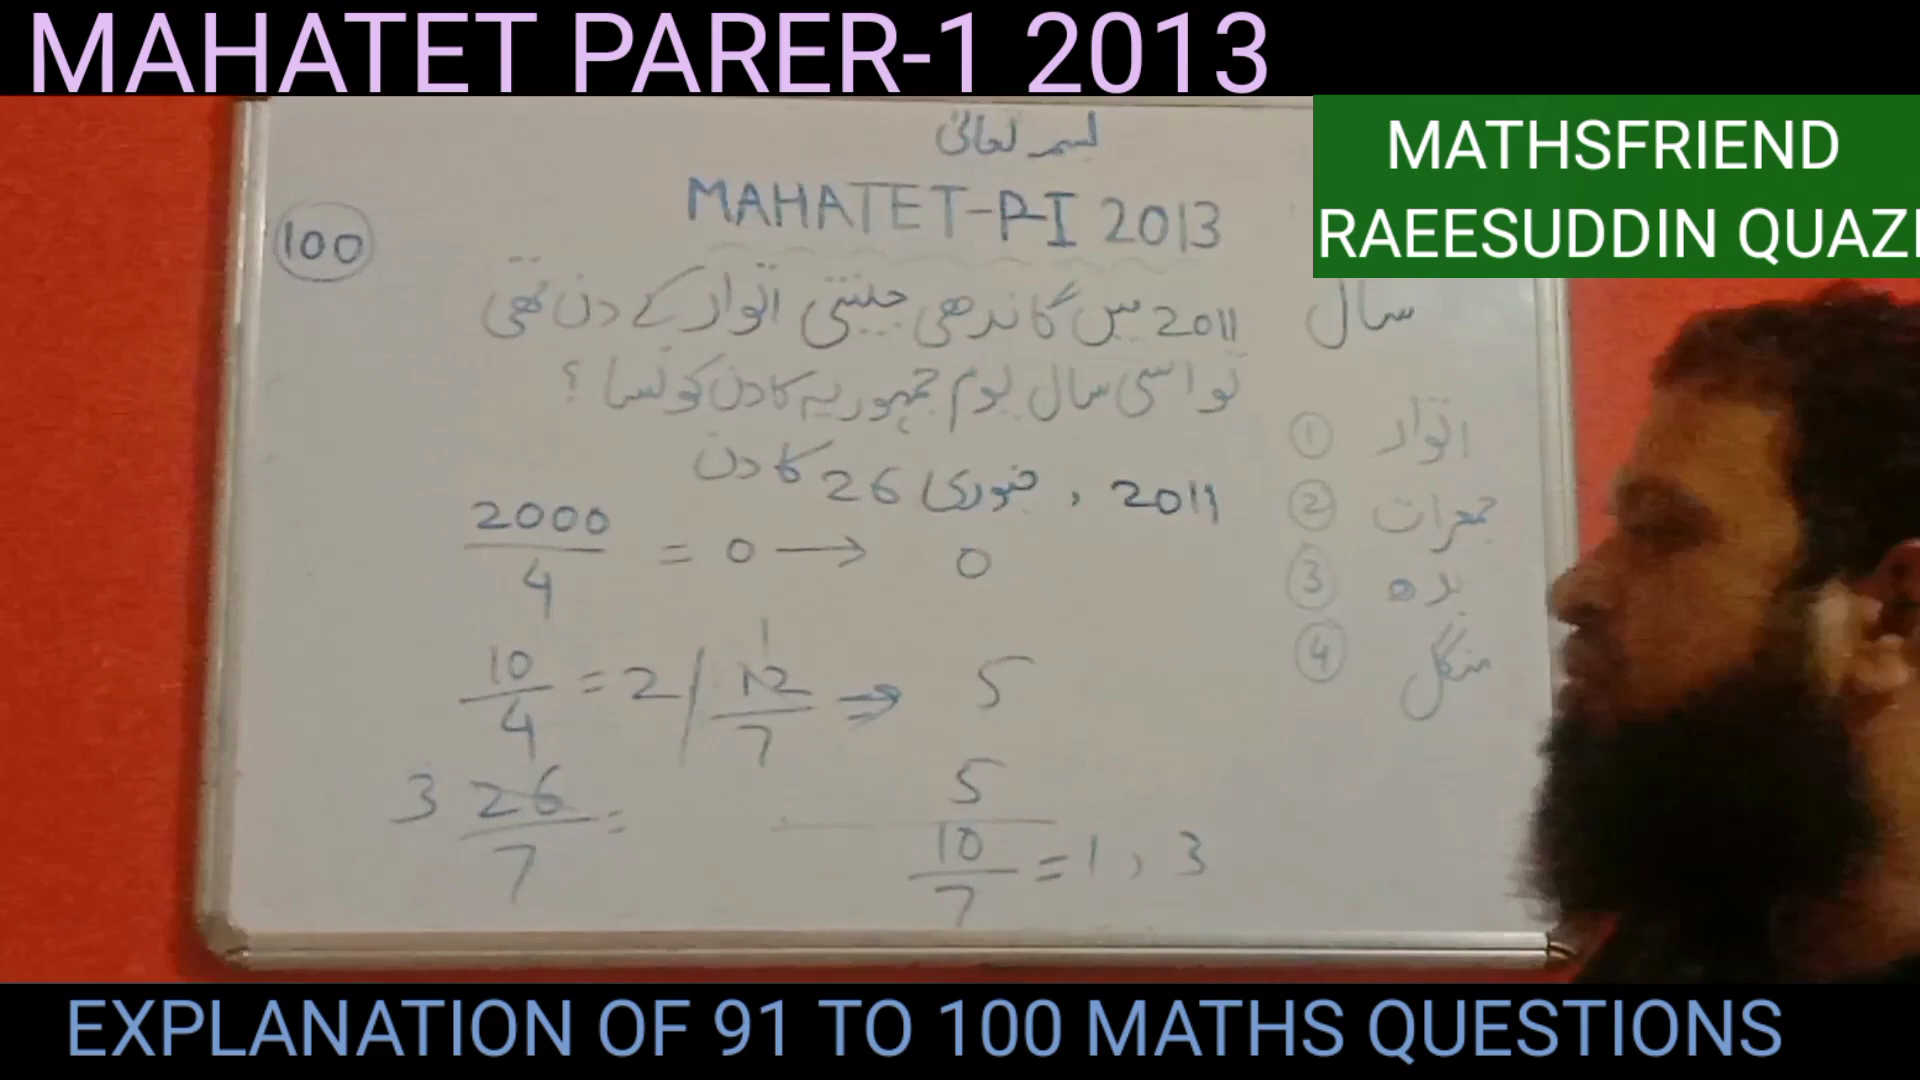 MAHATET PARER-1 2013
MATHSFRIEND
RAEESUDDIN QUAZI
بسمہ تعالیٰ
MAHATET-P-I 2013
100
سال 2011 میں گاندھی جینتی اتوار کے دن تھی
تو اسی سال یوم جمہوریہ کا دن کونسا ؟
① اتوار
② جمعرات
③ بدھ
④ منگل
2011 , جنوری 26 کا دن
2000/4 = 0 → 0
10/4 = 2 / 12/7 ⇒ 5
3 26/7 = 5
10/7 = 1 , 3
EXPLANATION OF 91 TO 100 MATHS QUESTIONS